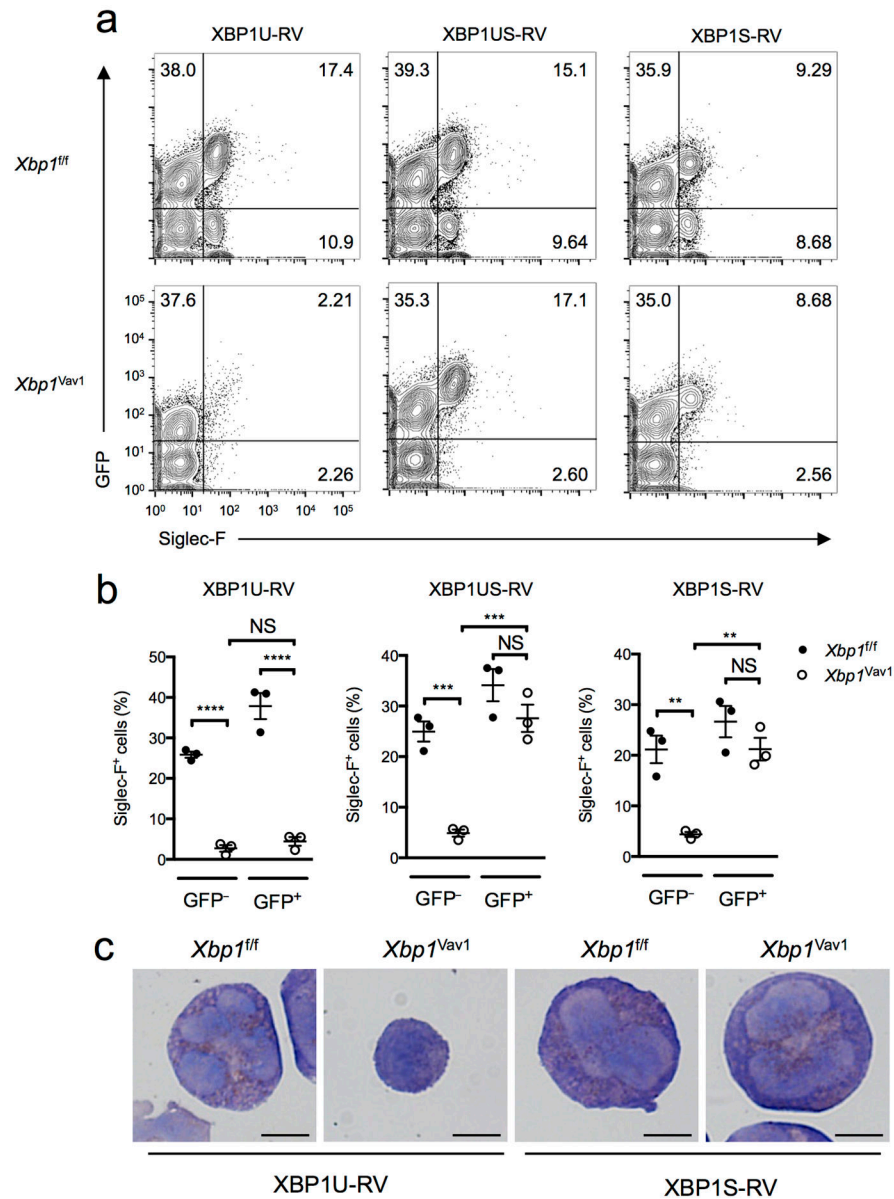 a
XBP1U-RV XBP1US-RV XBP1S-RV
Xbp1f/f
38.0 17.4
10.9
39.3 15.1
9.64
35.9 9.29
8.68
Xbp1Vav1
37.6 2.21
2.26
35.3 17.1
2.60
35.0 8.68
2.56
10⁵
10⁴
10³
10²
10¹
10⁰
GFP
10⁰ 10¹ 10² 10³ 10⁴ 10⁵
Siglec-F
b
XBP1U-RV
NS
**** ****
Siglec-F⁺ cells (%)
50
40
30
20
10
0
GFP⁻ GFP⁺
XBP1US-RV
***
NS
***
Siglec-F⁺ cells (%)
40
30
20
10
0
GFP⁻ GFP⁺
XBP1S-RV
**
NS
**
Siglec-F⁺ cells (%)
40
30
20
10
0
GFP⁻ GFP⁺
Xbp1f/f
Xbp1Vav1
c
Xbp1f/f Xbp1Vav1 Xbp1f/f Xbp1Vav1
XBP1U-RV XBP1S-RV